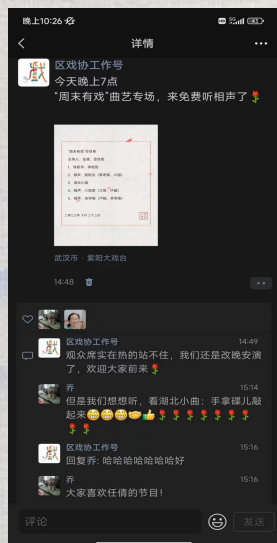 晚上10:26
详情
区戏协工作号
今天晚上7点
“周末有戏”曲艺专场，来免费听相声了
武汉市 · 紫阳大戏台
14:48
区戏协工作号 14:49
观众席实在热的站不住，我们还是改晚安演
了，欢迎大家前来
乔 15:14
但是我们想想听，看湖北小曲：手拿碟儿敲
起来
区戏协工作号 15:16
回复乔: 哈哈哈哈哈哈哈好
乔 15:16
大家喜欢任倩的节目！
评论
发送